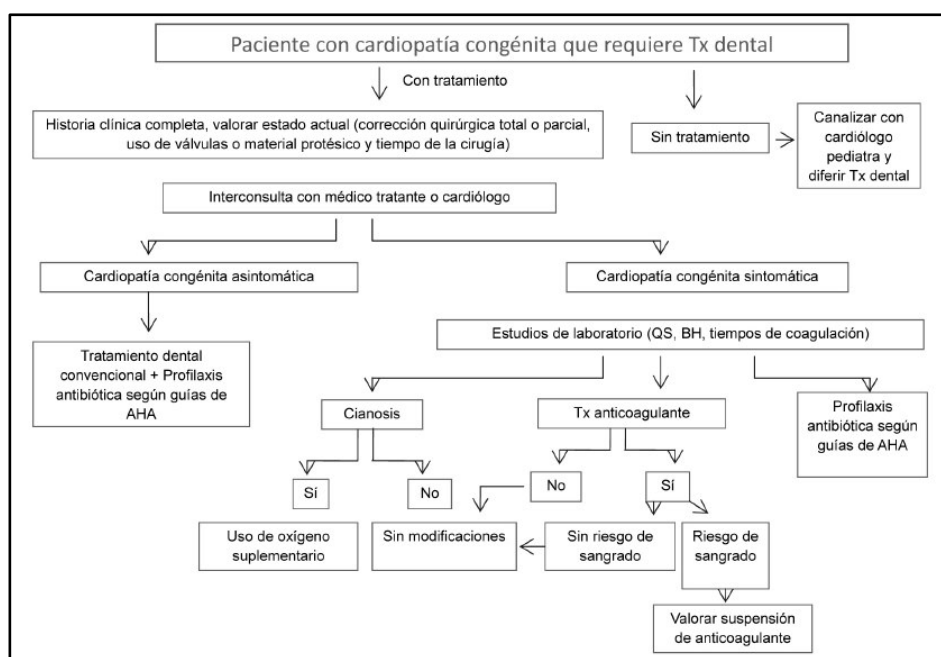 Paciente con cardiopatía congénita que requiere Tx dental
Con tratamiento
Historia clínica completa, valorar estado actual (corrección quirúrgica total o parcial,
uso de válvulas o material protésico y tiempo de la cirugía)
Sin tratamiento
Canalizar con
cardiólogo
pediatra y
diferir Tx dental
Interconsulta con médico tratante o cardiólogo
Cardiopatía congénita asintomática
Cardiopatía congénita sintomática
Estudios de laboratorio (QS, BH, tiempos de coagulación)
Tratamiento dental
convencional + Profilaxis
antibiótica según guías de
AHA
Cianosis
Tx anticoagulante
Profilaxis
antibiótica según
guías de AHA
Sí
No
No
Sí
Uso de oxígeno
suplementario
Sin modificaciones
Sin riesgo de
sangrado
Riesgo de
sangrado
Valorar suspensión
de anticoagulante